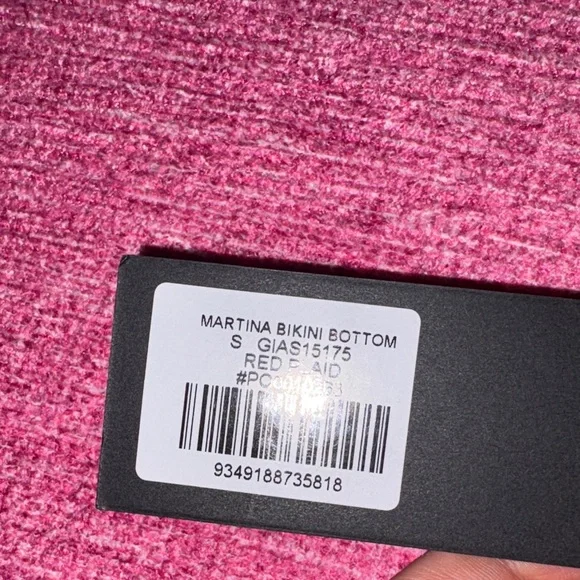 MARTINA BIKINI BOTTOM
S GIAS15175
RED
9349188735818